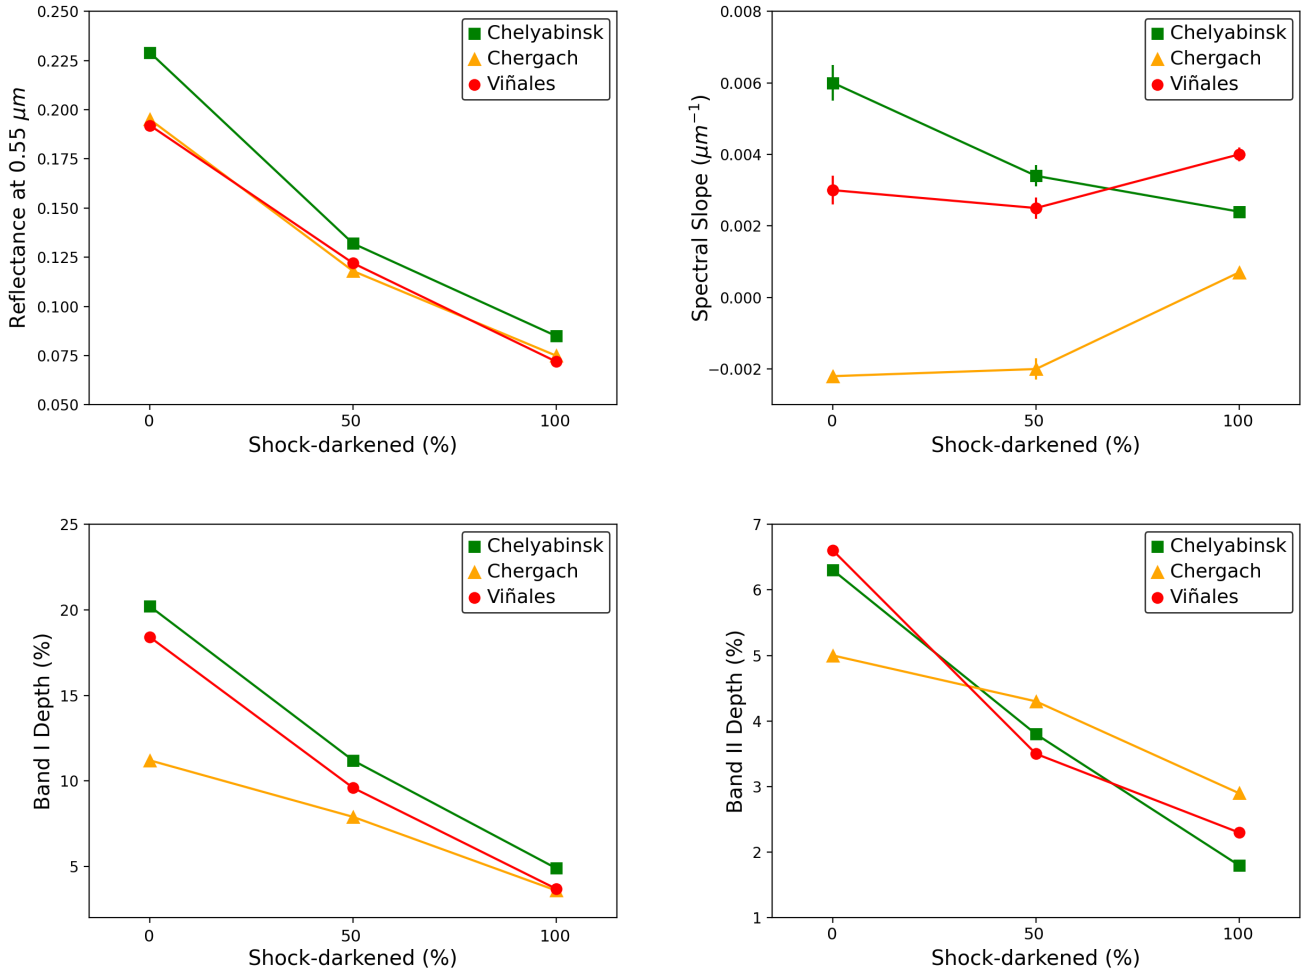 0.250
0.225
0.200
0.175
0.150
0.125
0.100
0.075
0.050
Reflectance at 0.55 μm
0 50 100
Shock-darkened (%)
Chelyabinsk
Chergach
Viñales
0.008
0.006
0.004
0.002
0.000
−0.002
Spectral Slope (μm⁻¹)
0 50 100
Shock-darkened (%)
Chelyabinsk
Chergach
Viñales
25
20
15
10
5
Band I Depth (%)
0 50 100
Shock-darkened (%)
Chelyabinsk
Chergach
Viñales
7
6
5
4
3
2
1
Band II Depth (%)
0 50 100
Shock-darkened (%)
Chelyabinsk
Chergach
Viñales